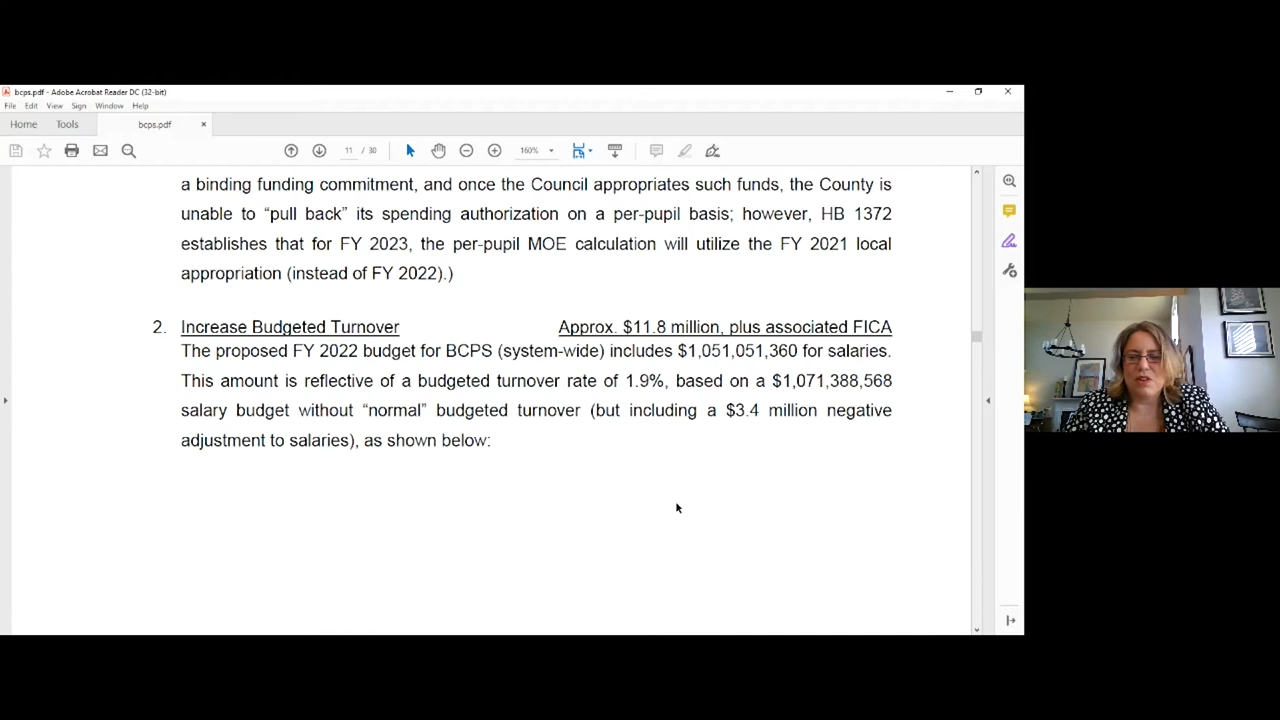 bcps.pdf - Adobe Acrobat Reader DC (32-bit)
File Edit View Sign Window Help
Home Tools bcps.pdf ×
11 / 30 160%
a binding funding commitment, and once the Council appropriates such funds, the County is
unable to “pull back” its spending authorization on a per-pupil basis; however, HB 1372
establishes that for FY 2023, the per-pupil MOE calculation will utilize the FY 2021 local
appropriation (instead of FY 2022).)
2. Increase Budgeted Turnover Approx. $11.8 million, plus associated FICA
The proposed FY 2022 budget for BCPS (system-wide) includes $1,051,051,360 for salaries.
This amount is reflective of a budgeted turnover rate of 1.9%, based on a $1,071,388,568
salary budget without “normal” budgeted turnover (but including a $3.4 million negative
adjustment to salaries), as shown below: